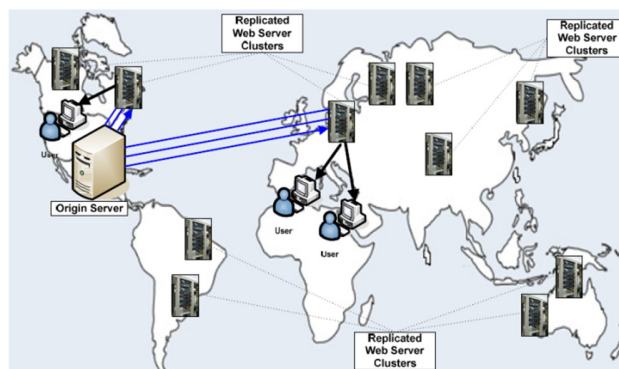 Replicated
Web Server
Clusters
Replicated
Web Server
Clusters
User
Origin Server
User
User
Replicated
Web Server
Clusters